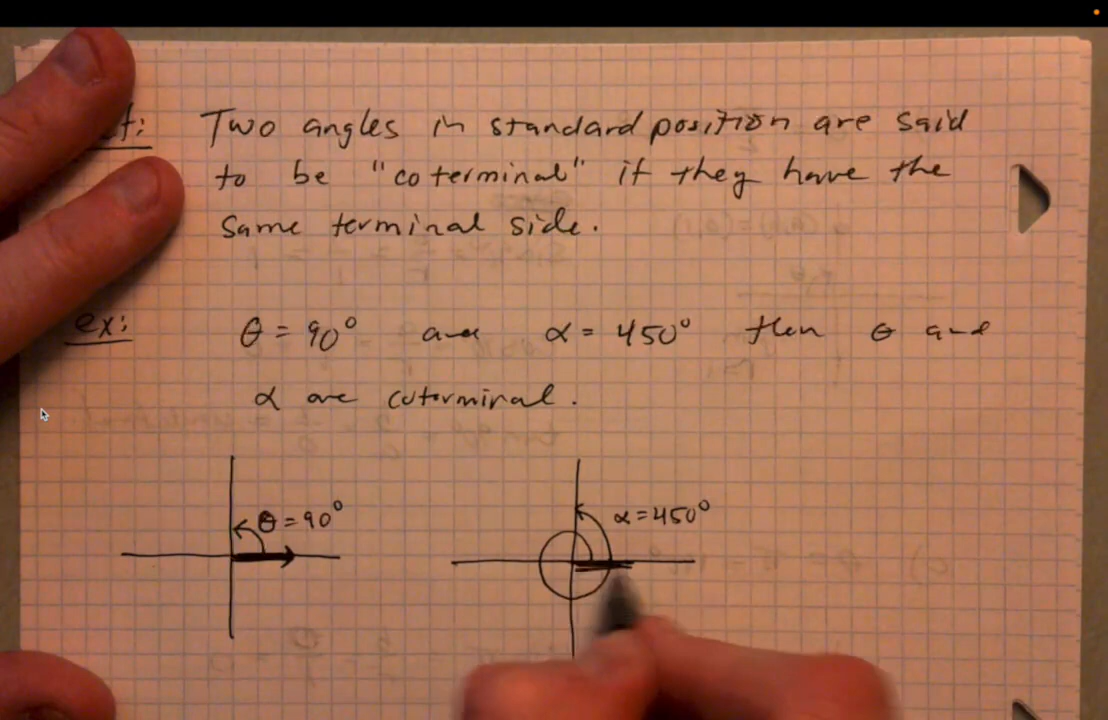 Two angles in standard position are said
to be "coterminal" if they have the
same terminal side.
ex: θ = 90° and α = 450° then θ and
α are coterminal.
θ = 90°
α = 450°